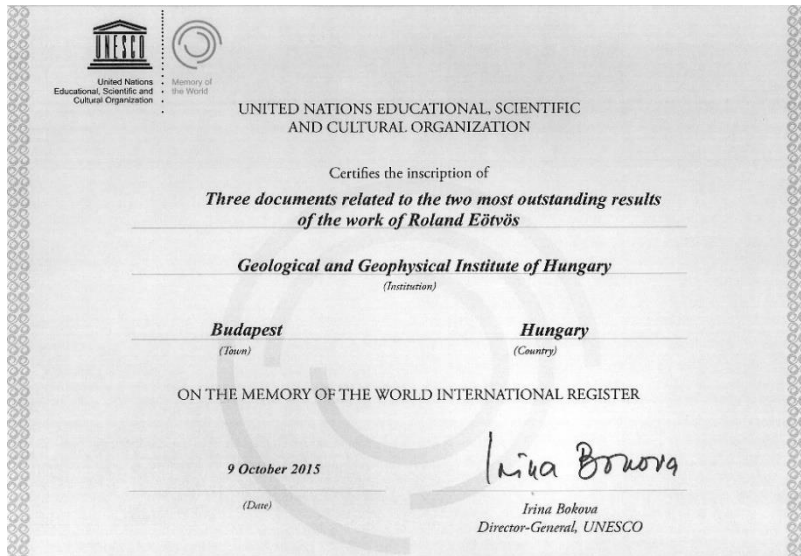 UNESCO
United Nations
Educational, Scientific and
Cultural Organization
Memory of
the World
UNITED NATIONS EDUCATIONAL, SCIENTIFIC
AND CULTURAL ORGANIZATION
Certifies the inscription of
Three documents related to the two most outstanding results
of the work of Roland Eötvös
Geological and Geophysical Institute of Hungary
(Institution)
Budapest
Hungary
(Town)
(Country)
ON THE MEMORY OF THE WORLD INTERNATIONAL REGISTER
Irina Bokova
9 October 2015
(Date)
Irina Bokova
Director-General, UNESCO